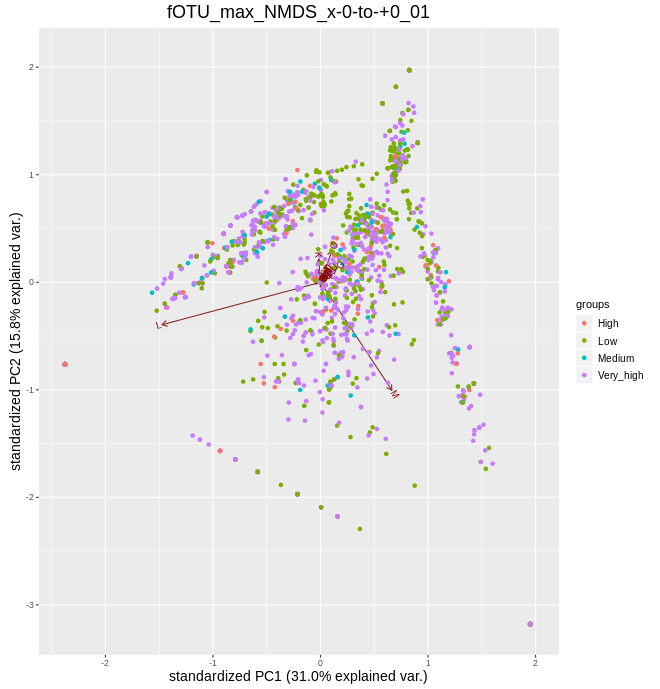 fOTU_max_NMDS_x-0-to-+0_01
standardized PC2 (15.8% explained var.)
2
1
0
-1
-2
-3
L
M
K
-2
-1
0
1
2
standardized PC1 (31.0% explained var.)
groups
High
Low
Medium
Very_high